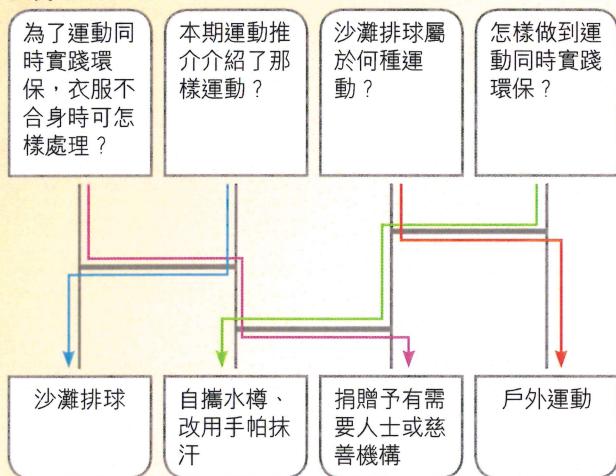 為了運動同
時實踐環
保，衣服不
合身時可怎
樣處理？
本期運動推
介介紹了那
樣運動？
沙灘排球屬
於何種運
動？
怎樣做到運
動同時實踐
環保？
沙灘排球
自攜水樽、
改用手帕抹
汗
捐贈予有需
要人士或慈
善機構
戶外運動